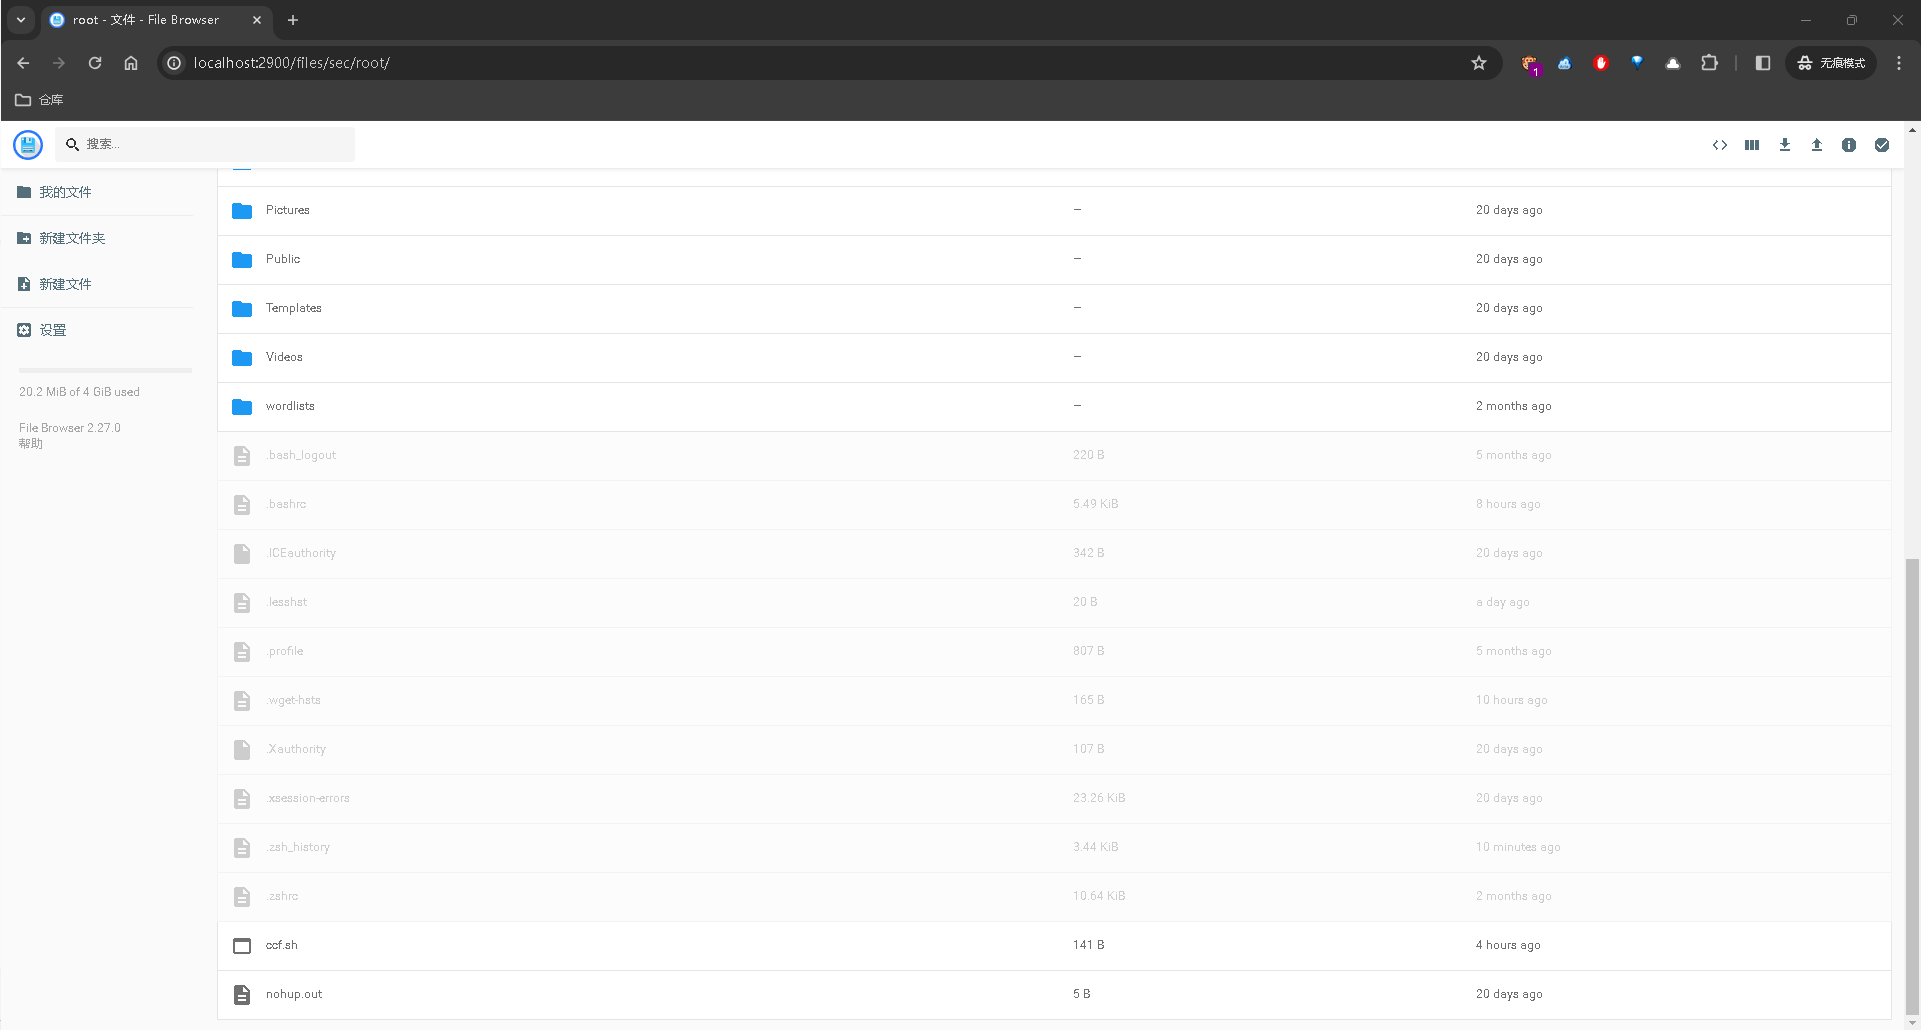 root - 文件 - File Browser
localhost:2900/files/sec/root/
1
无痕模式
仓库
搜索...
我的文件
新建文件夹
新建文件
设置
20.2 MiB of 4 GiB used
File Browser 2.27.0
帮助
Pictures — 20 days ago
Public — 20 days ago
Templates — 20 days ago
Videos — 20 days ago
wordlists — 2 months ago
.bash_logout 220 B 5 months ago
.bashrc 5.49 KiB 8 hours ago
.ICEauthority 342 B 20 days ago
.lesshst 20 B a day ago
.profile 807 B 5 months ago
.wget-hsts 165 B 10 hours ago
.Xauthority 107 B 20 days ago
.xsession-errors 23.26 KiB 20 days ago
.zsh_history 3.44 KiB 10 minutes ago
.zshrc 10.64 KiB 2 months ago
ccf.sh 141 B 4 hours ago
nohup.out 5 B 20 days ago